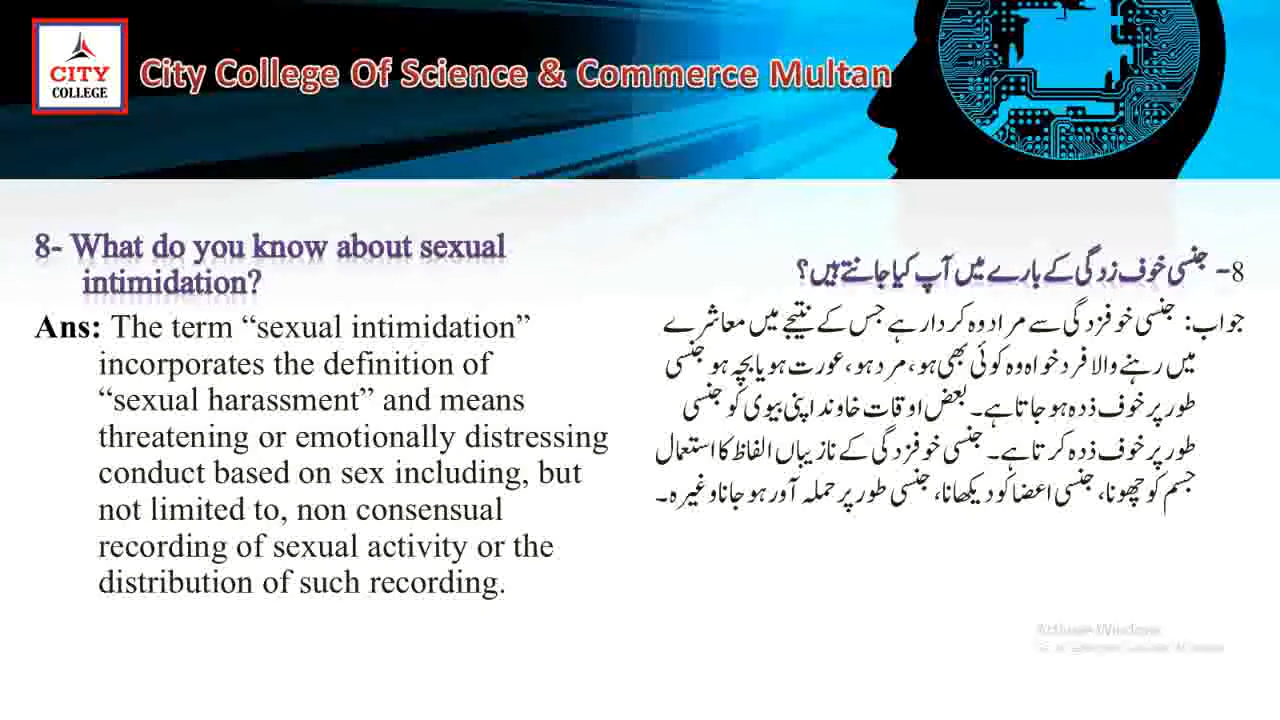 CITY
COLLEGE
City College Of Science & Commerce Multan
8- What do you know about sexual
intimidation?
Ans: The term “sexual intimidation”
incorporates the definition of
“sexual harassment” and means
threatening or emotionally distressing
conduct based on sex including, but
not limited to, non consensual
recording of sexual activity or the
distribution of such recording.
8- جنسی خوف زدگی کے بارے میں آپ کیا جانتے ہیں؟
جواب: جنسی خوفزدگی سے مراد وہ کردار ہے جس کے نتیجے میں معاشرے
میں رہنے والا فرد خواہ وہ کوئی بھی ہو، مرد ہو، عورت ہو یا بچہ ہو جنسی
طور پر خوف ذدہ ہو جاتا ہے۔ بعض اوقات خاوند اپنی بیوی کو جنسی
طور پر خوف ذدہ کرتا ہے۔ جنسی خوفزدگی کے نازیباں الفاظ کا استعمال
جسم کو چھونا، جنسی اعضا کو دیکھانا، جنسی طور پر حملہ آور ہو جانا وغیرہ۔
Activate Windows